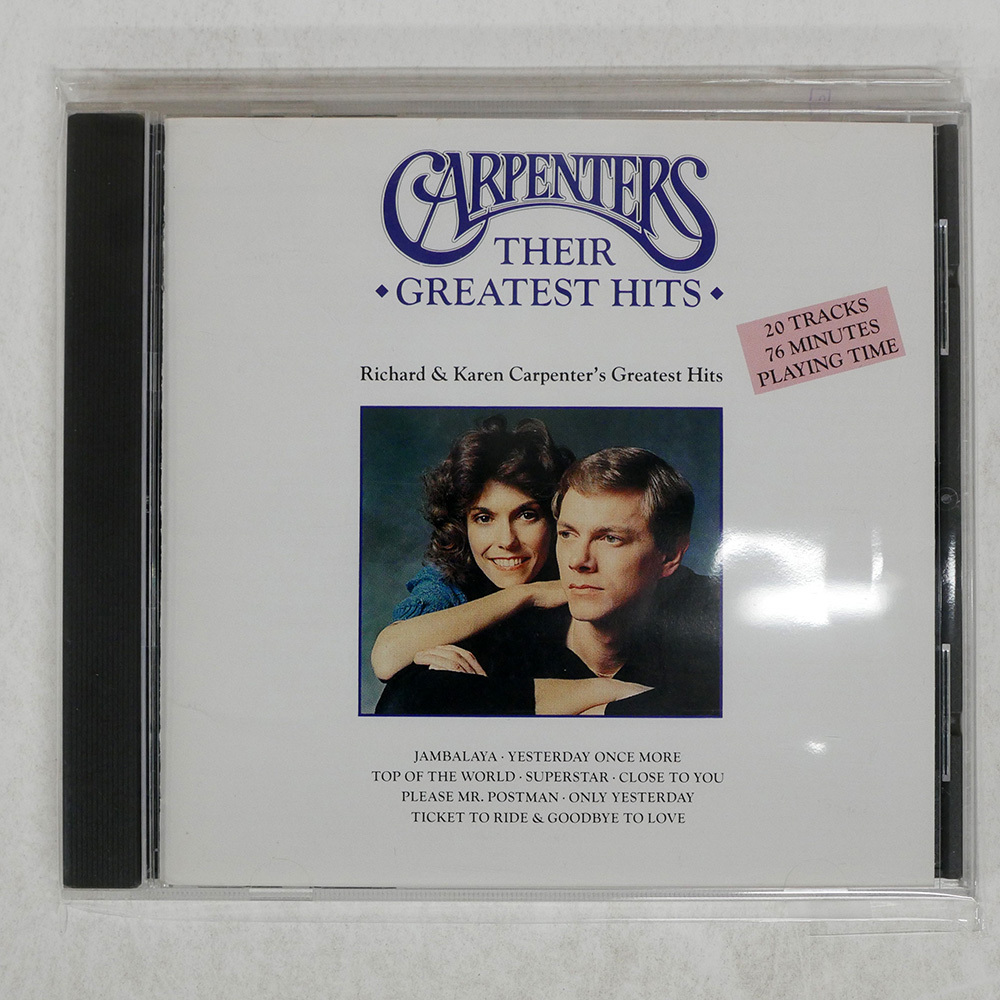 CARPENTERS
THEIR
◆ GREATEST HITS ◆
20 TRACKS
76 MINUTES
PLAYING TIME
Richard & Karen Carpenter's Greatest Hits
JAMBALAYA · YESTERDAY ONCE MORE
TOP OF THE WORLD · SUPERSTAR · CLOSE TO YOU
PLEASE MR. POSTMAN · ONLY YESTERDAY
TICKET TO RIDE & GOODBYE TO LOVE